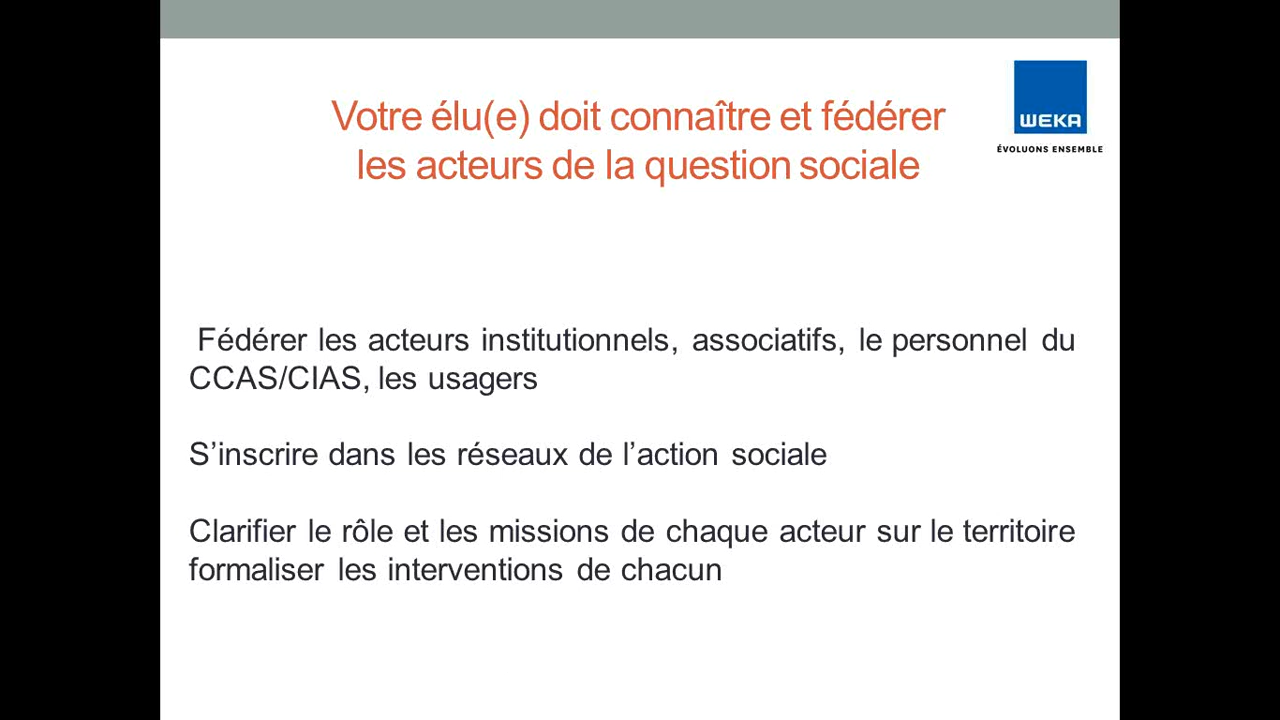 Votre élu(e) doit connaître et fédérer
les acteurs de la question sociale
WEKA
ÉVOLUONS ENSEMBLE
Fédérer les acteurs institutionnels, associatifs, le personnel du
CCAS/CIAS, les usagers
S’inscrire dans les réseaux de l’action sociale
Clarifier le rôle et les missions de chaque acteur sur le territoire
formaliser les interventions de chacun